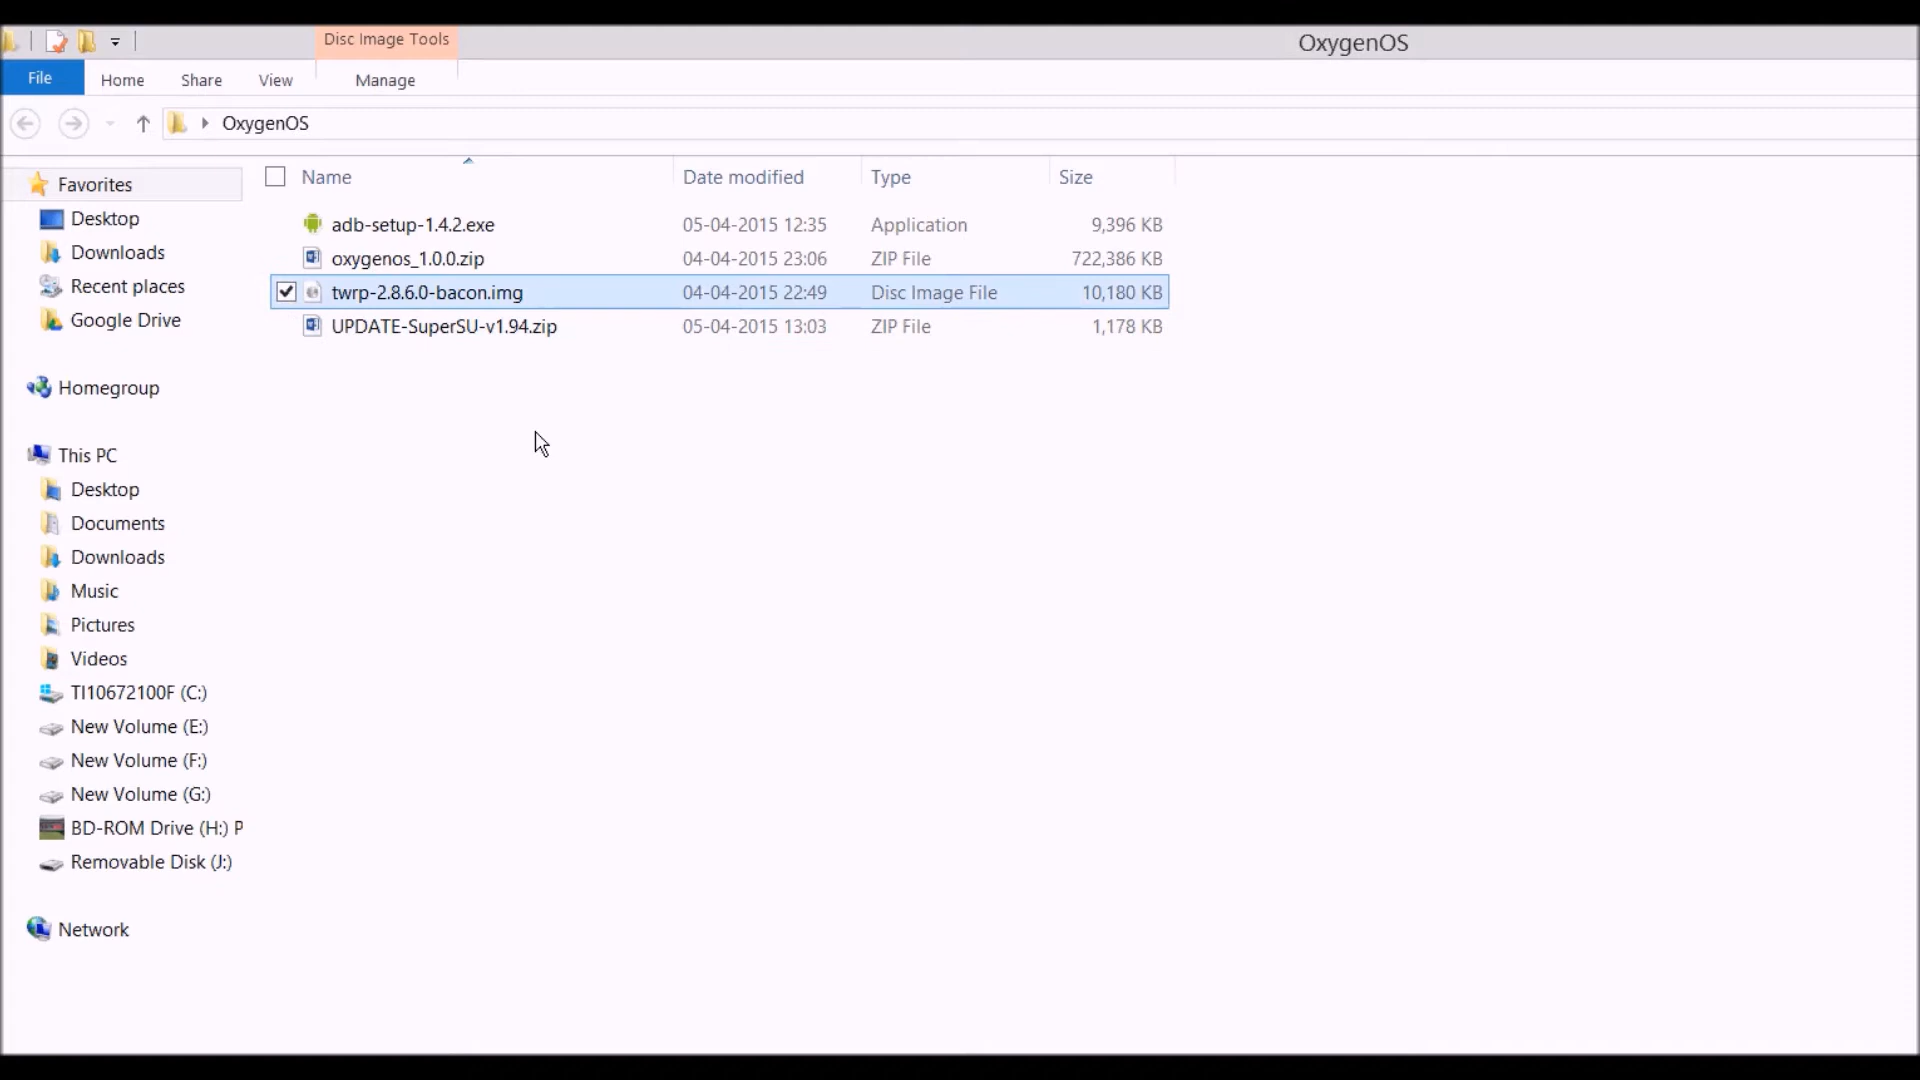 Disc Image Tools
OxygenOS
File Home Share View Manage
OxygenOS
Name Date modified Type Size
Favorites
Desktop
Downloads
Recent places
Google Drive
Homegroup
This PC
Desktop
Documents
Downloads
Music
Pictures
Videos
TI10672100F (C:)
New Volume (E:)
New Volume (F:)
New Volume (G:)
BD-ROM Drive (H:) P
Removable Disk (J:)
Network
adb-setup-1.4.2.exe 05-04-2015 12:35 Application 9,396 KB
oxygenos_1.0.0.zip 04-04-2015 23:06 ZIP File 722,386 KB
twrp-2.8.6.0-bacon.img 04-04-2015 22:49 Disc Image File 10,180 KB
UPDATE-SuperSU-v1.94.zip 05-04-2015 13:03 ZIP File 1,178 KB